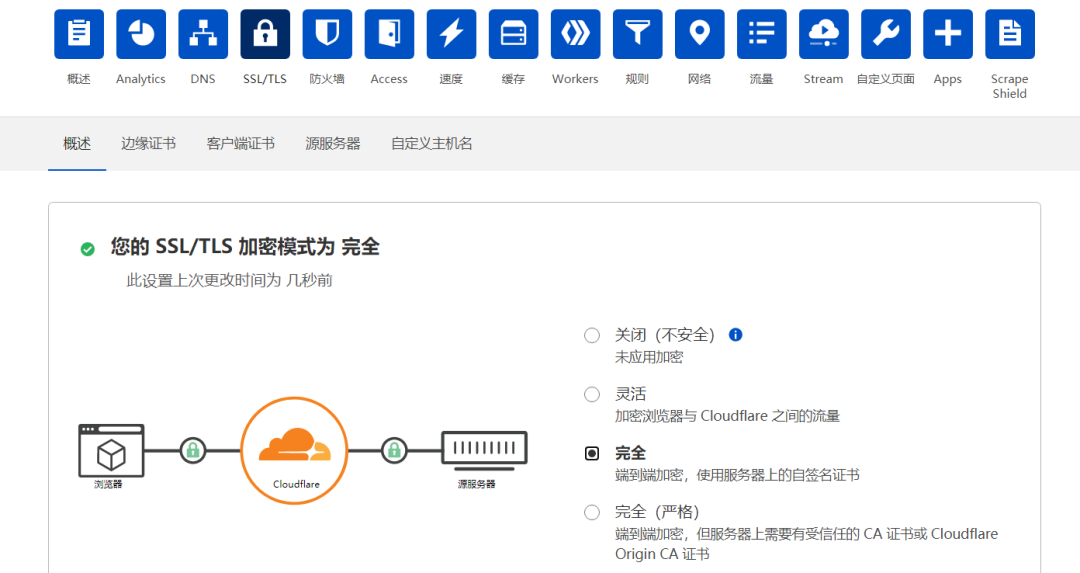 概述
Analytics
DNS
SSL/TLS
防火墙
Access
速度
缓存
Workers
规则
网络
流量
Stream
自定义页面
Apps
Scrape
Shield
概述
边缘证书
客户端证书
源服务器
自定义主机名
您的 SSL/TLS 加密模式为 完全
此设置上次更改时间为 几秒前
关闭（不安全）
未应用加密
灵活
加密浏览器与 Cloudflare 之间的流量
完全
端到端加密，使用服务器上的自签名证书
完全（严格）
端到端加密，但服务器上需要有受信任的 CA 证书或 Cloudflare
Origin CA 证书
浏览器
Cloudflare
源服务器